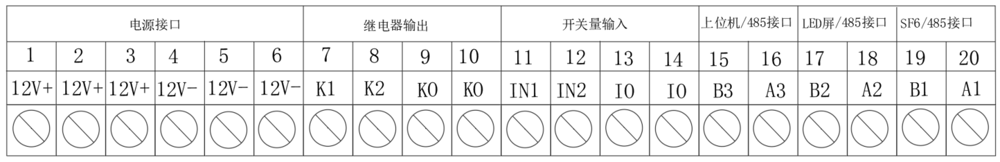 电源接口 继电器输出 开关量输入 上位机/485接口 LED屏/485接口 SF6/485接口
1 2 3 4 5 6 7 8 9 10 11 12 13 14 15 16 17 18 19 20
12V+ 12V+ 12V+ 12V- 12V- 12V- K1 K2 K0 K0 IN1 IN2 I0 I0 B3 A3 B2 A2 B1 A1